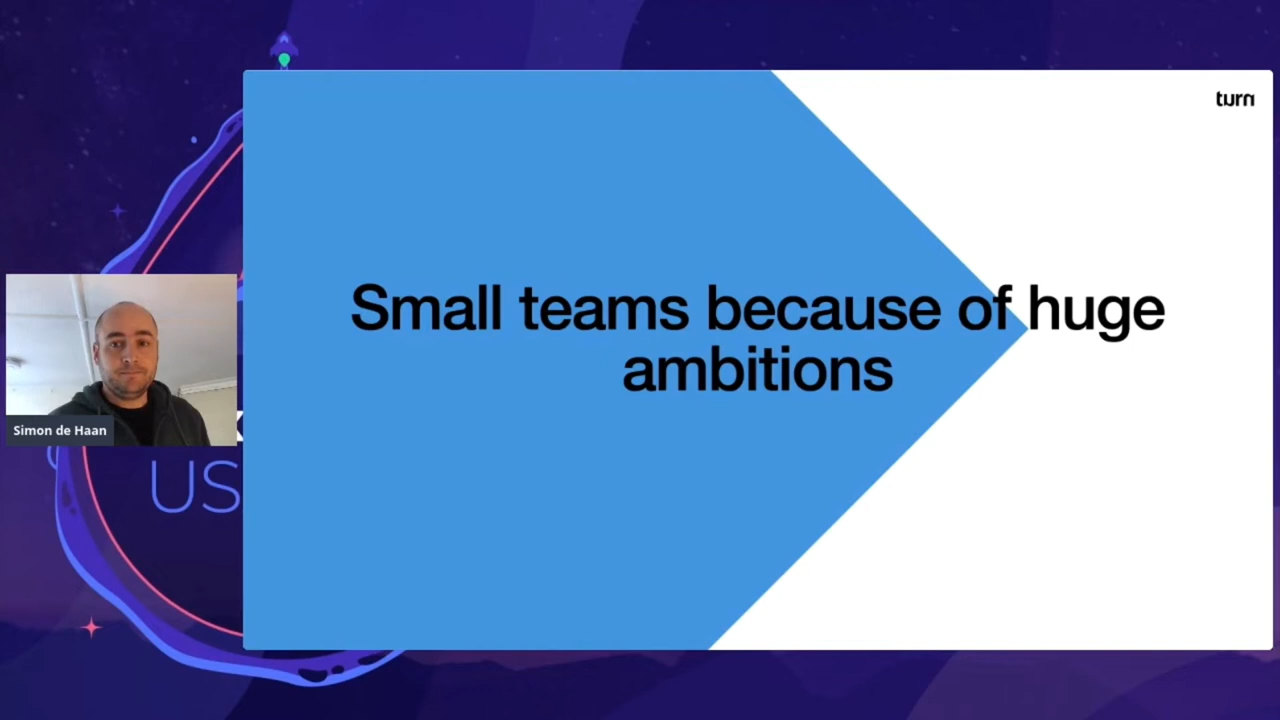 turn
Small teams because of huge
ambitions
Simon de Haan
US